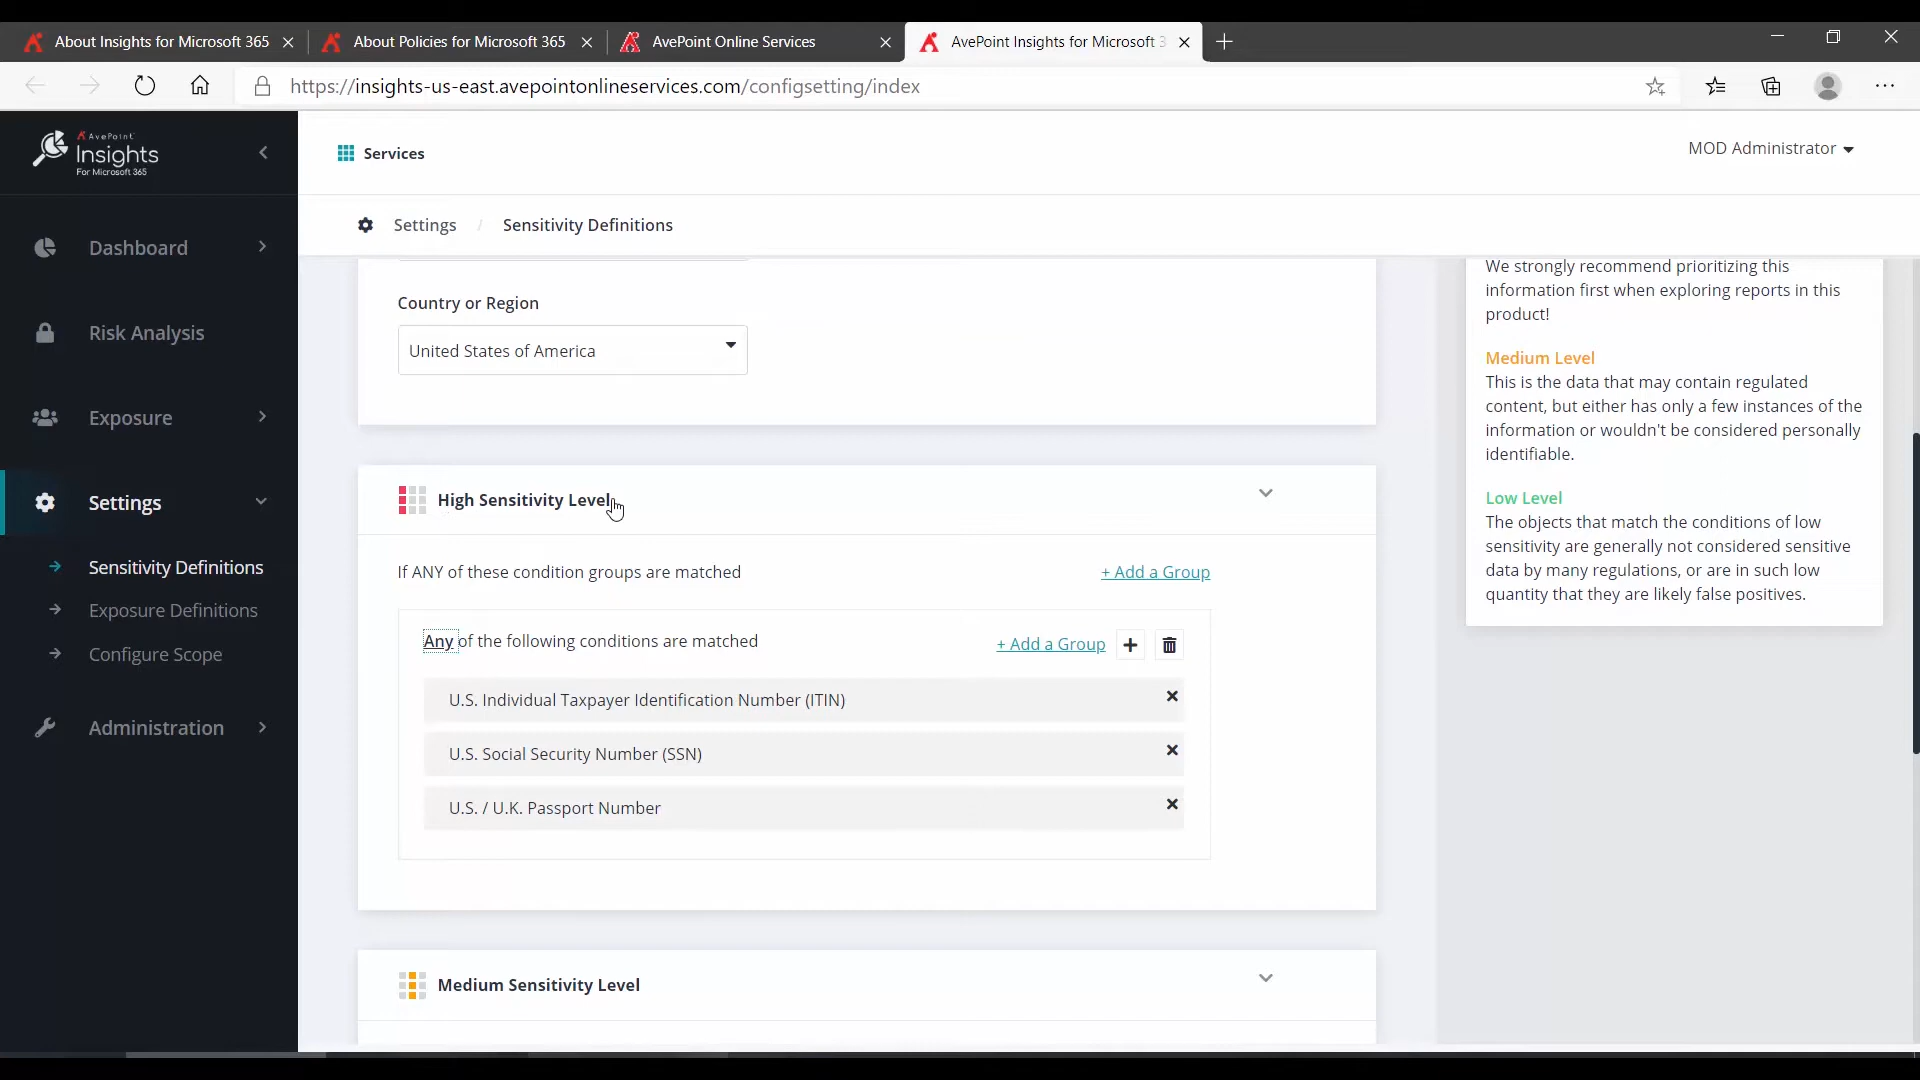 About Insights for Microsoft 365
About Policies for Microsoft 365
AvePoint Online Services
AvePoint Insights for Microsoft 3
https://insights-us-east.avepointonlineservices.com/configsetting/index
AvePoint
Insights
For Microsoft 365
Services
MOD Administrator
Settings / Sensitivity Definitions
Dashboard
Risk Analysis
Exposure
Settings
Sensitivity Definitions
Exposure Definitions
Configure Scope
Administration
Country or Region
United States of America
High Sensitivity Level
If ANY of these condition groups are matched
+ Add a Group
Any of the following conditions are matched
+ Add a Group
U.S. Individual Taxpayer Identification Number (ITIN)
U.S. Social Security Number (SSN)
U.S. / U.K. Passport Number
Medium Sensitivity Level
We strongly recommend prioritizing this
information first when exploring reports in this
product!
Medium Level
This is the data that may contain regulated
content, but either has only a few instances of the
information or wouldn't be considered personally
identifiable.
Low Level
The objects that match the conditions of low
sensitivity are generally not considered sensitive
data by many regulations, or are in such low
quantity that they are likely false positives.